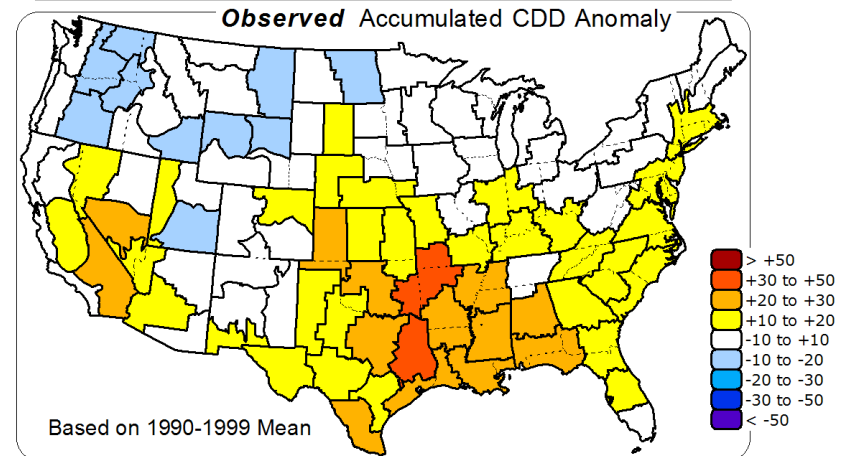 Observed Accumulated CDD Anomaly
> +50
+30 to +50
+20 to +30
+10 to +20
-10 to +10
-10 to -20
-20 to -30
-30 to -50
< -50
Based on 1990-1999 Mean